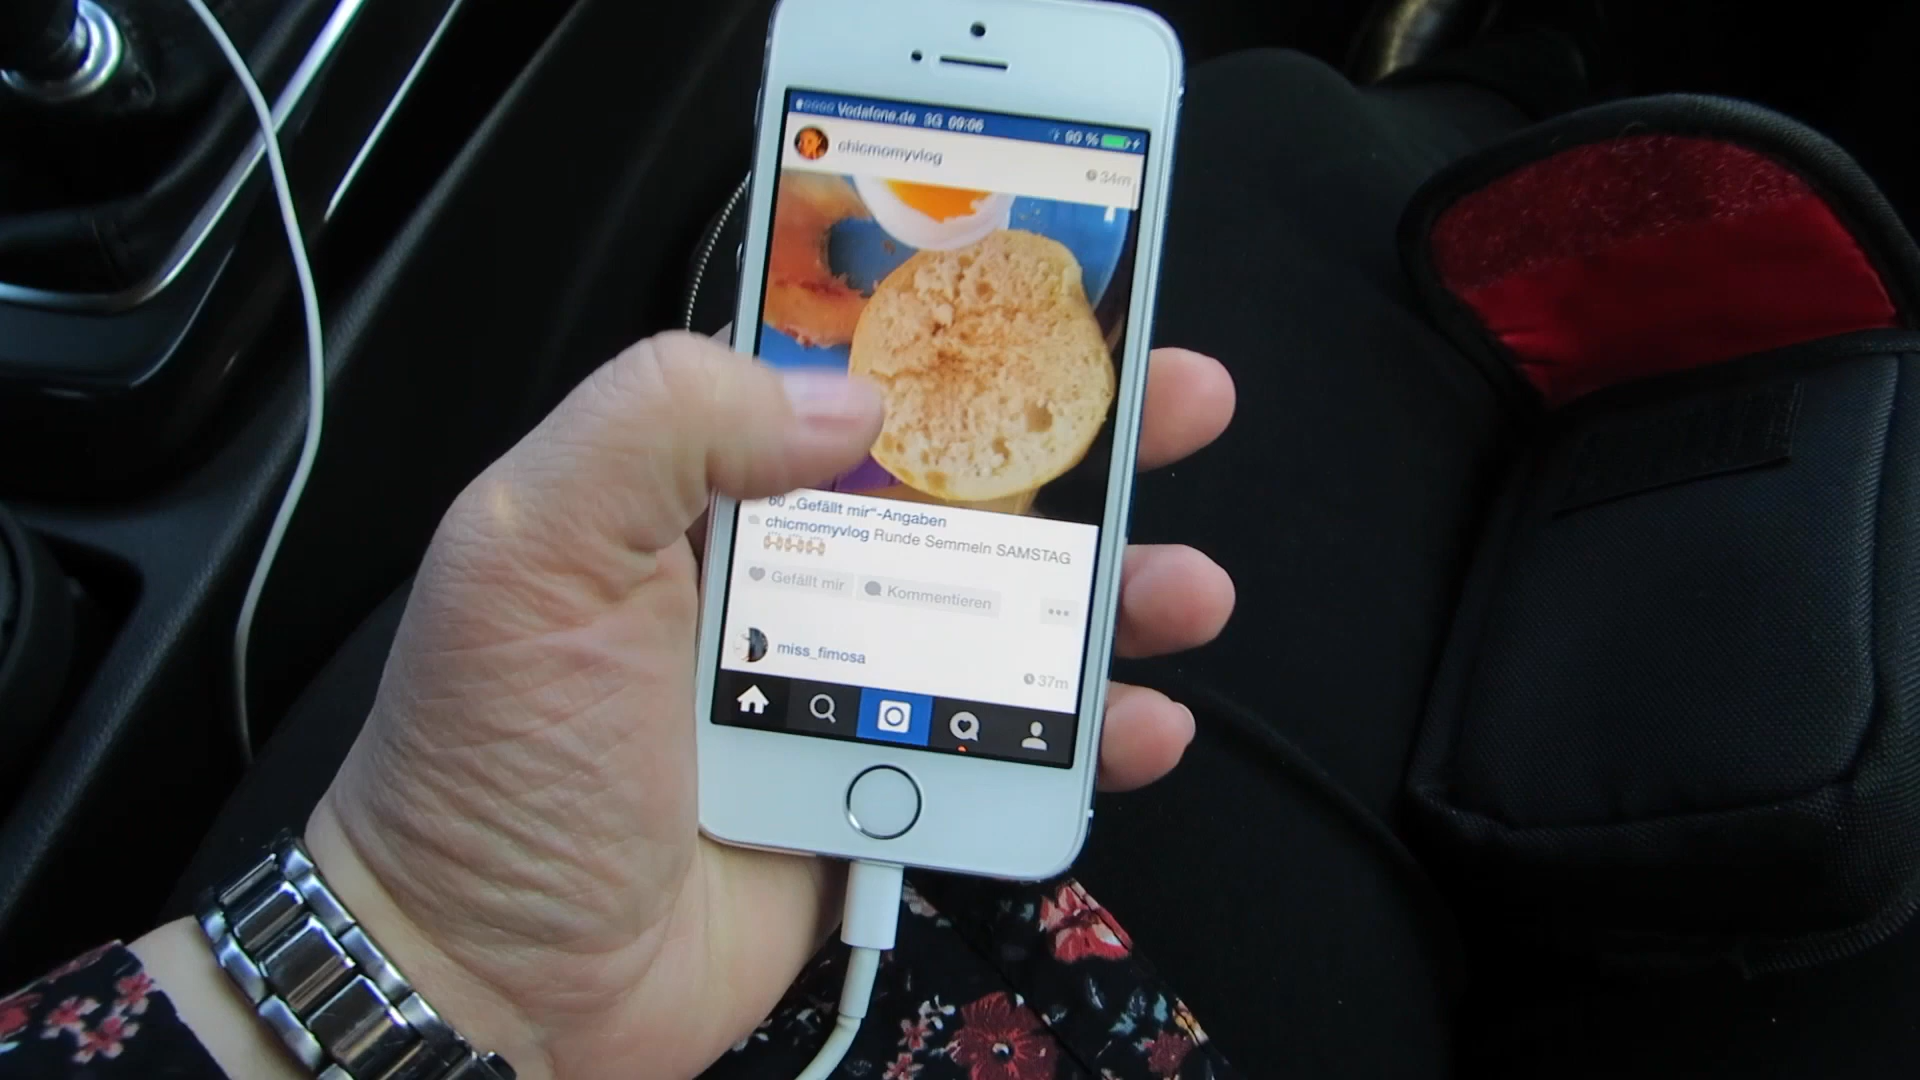 Vodafone.de 3G 09:06 90 %
chicmomyvlog
34m
60 „Gefällt mir“-Angaben
chicmomyvlog Runde Semmeln SAMSTAG
Gefällt mir Kommentieren
miss_fimosa
37m